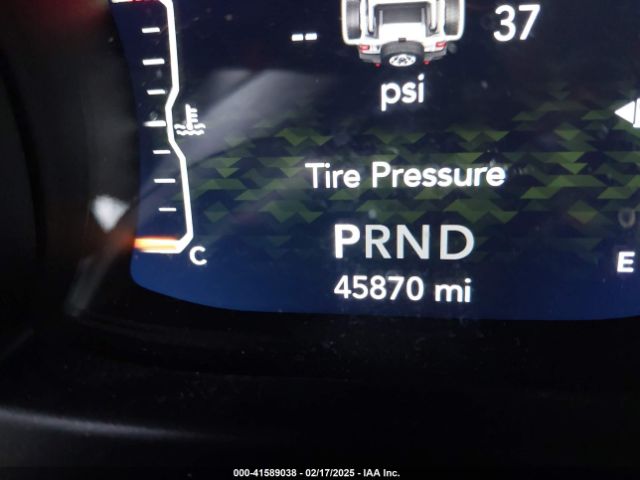 -- 37
psi
Tire Pressure
PRND
C E
45870 mi
000-41589038 - 02/17/2025 - IAA Inc.